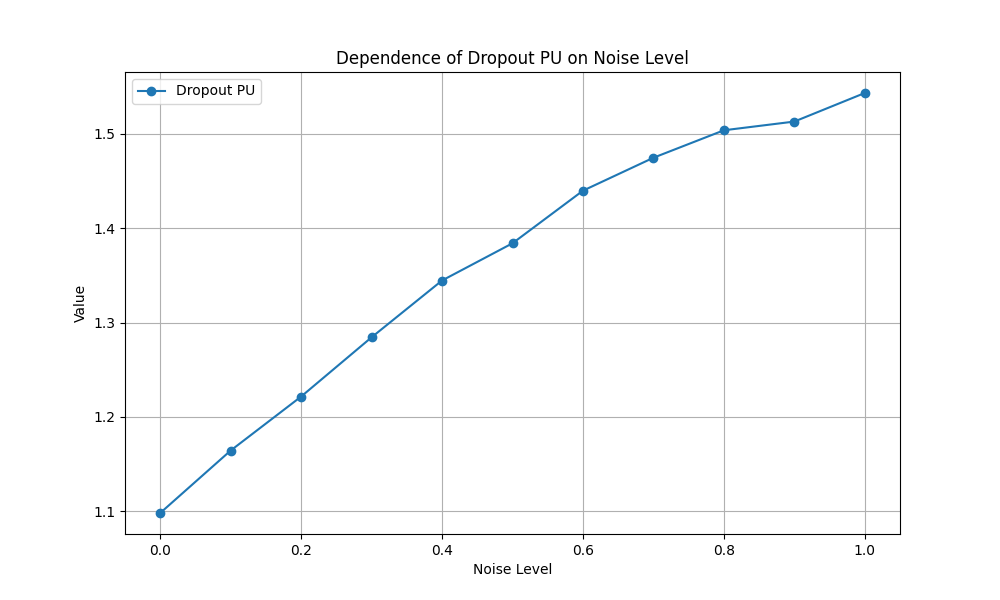 Dependence of Dropout PU on Noise Level
Dropout PU
1.5
1.4
1.3
1.2
1.1
Value
0.0 0.2 0.4 0.6 0.8 1.0
Noise Level